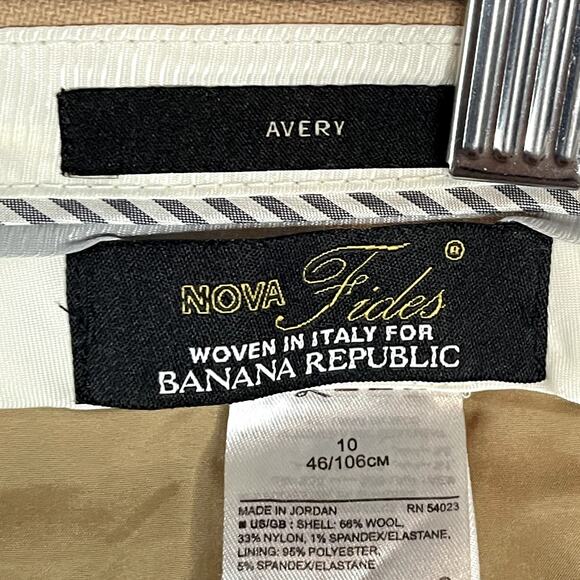 AVERY
NOVA Fides®
WOVEN IN ITALY FOR
BANANA REPUBLIC
10
46/106CM
MADE IN JORDAN RN 54023
■ US/GB : SHELL: 66% WOOL,
33% NYLON, 1% SPANDEX/ELASTANE,
LINING: 95% POLYESTER,
5% SPANDEX/ELASTANE.